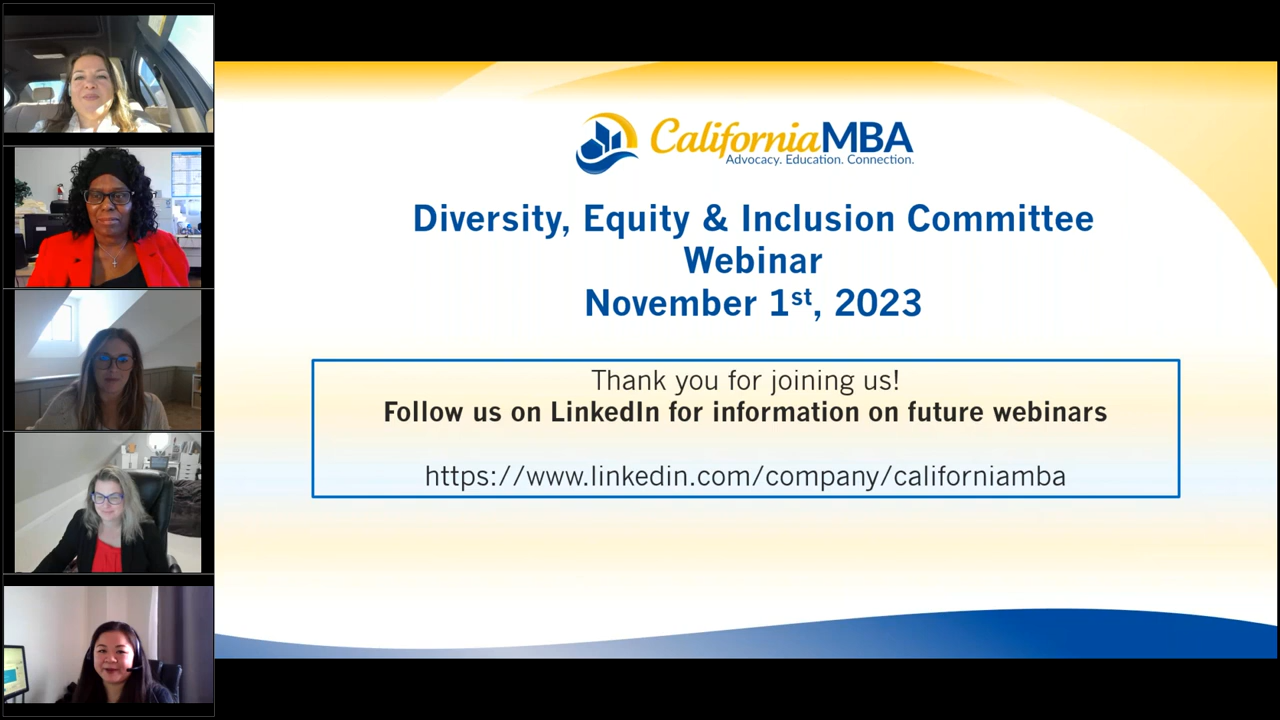 CaliforniaMBA
Advocacy. Education. Connection.
Diversity, Equity & Inclusion Committee
Webinar
November 1st, 2023
Thank you for joining us!
Follow us on LinkedIn for information on future webinars
https://www.linkedin.com/company/californiamba